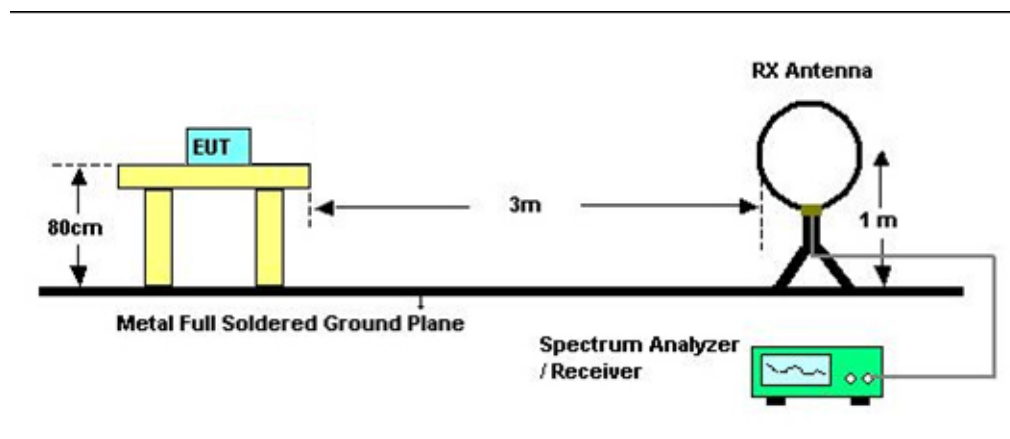 RX Antenna
EUT
80cm
3m
1 m
Metal Full Soldered Ground Plane
Spectrum Analyzer
/ Receiver